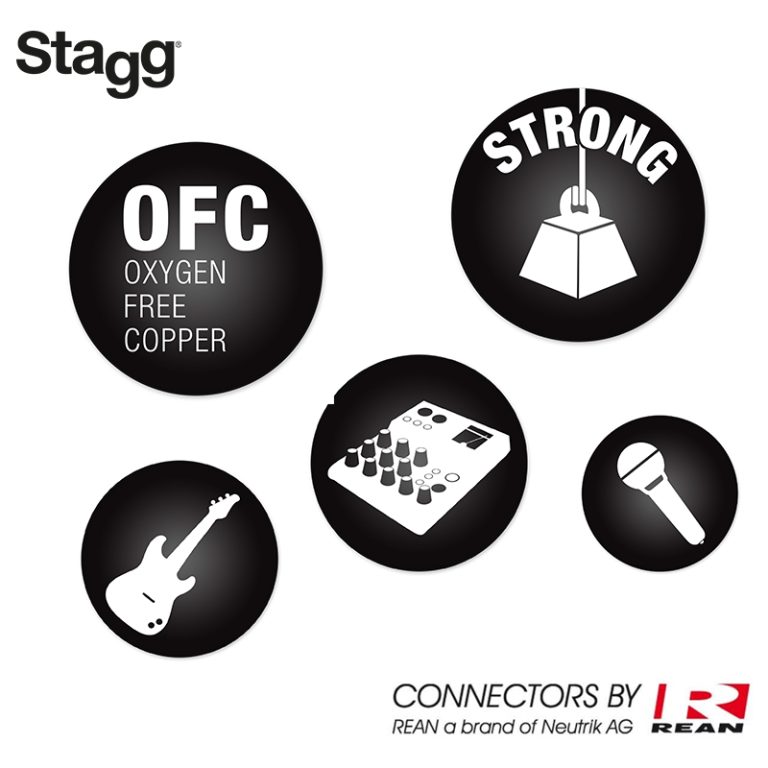 Stagg®
STRONG
OFC
OXYGEN
FREE
COPPER
CONNECTORS BY
REAN a brand of Neutrik AG
REAN